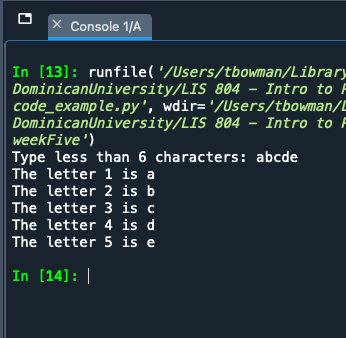 Console 1/A
In [13]: runfile('/Users/tbowman/Library
DominicanUniversity/LIS 804 – Intro to
code_example.py', wdir='/Users/tbowman/
DominicanUniversity/LIS 804 – Intro to
weekFive')
Type less than 6 characters: abcde
The letter 1 is a
The letter 2 is b
The letter 3 is c
The letter 4 is d
The letter 5 is e
In [14]: